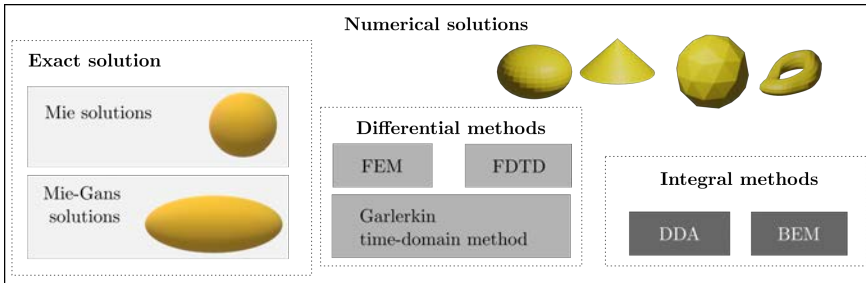 Numerical solutions
Exact solution
Mie solutions
Mie-Gans
solutions
Differential methods
FEM
FDTD
Garlerkin
time-domain method
Integral methods
DDA
BEM